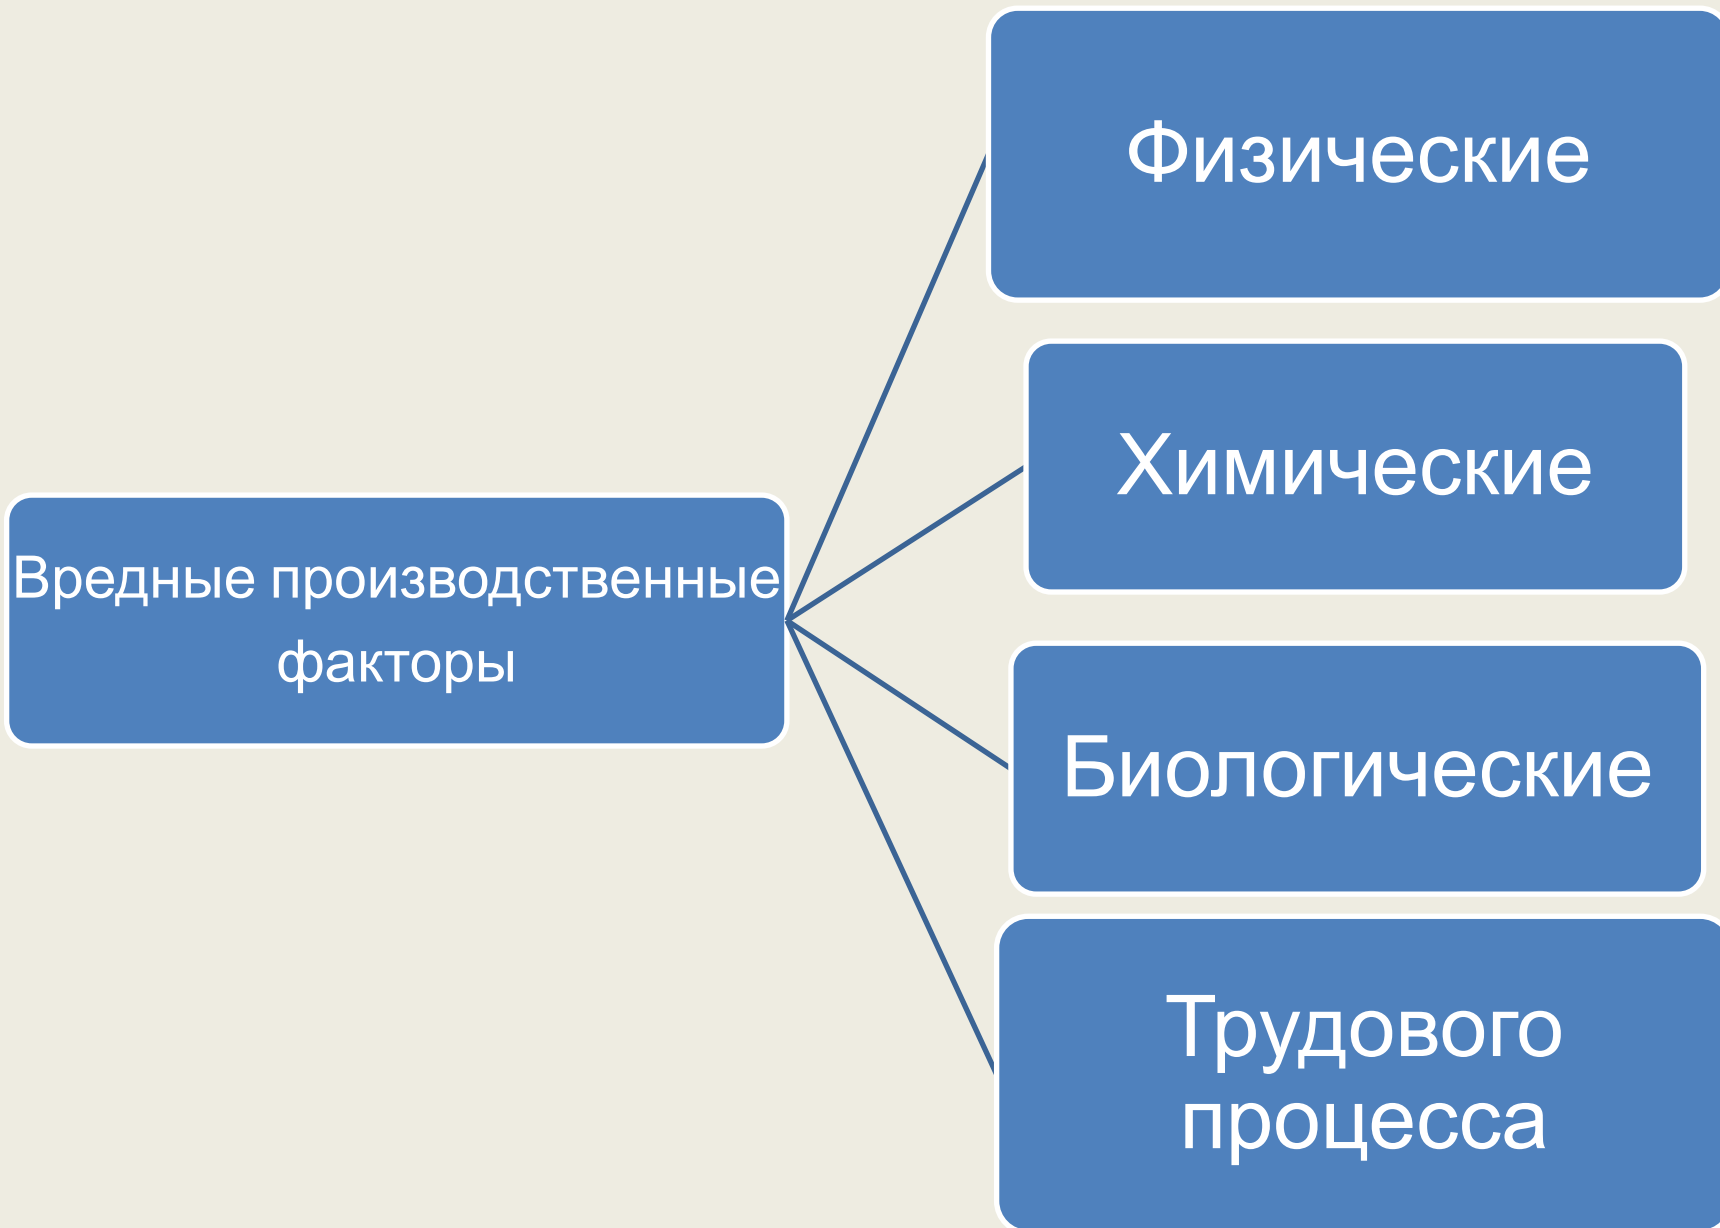 Физические
Химические
Вредные производственные
факторы
Биологические
Трудового
процесса